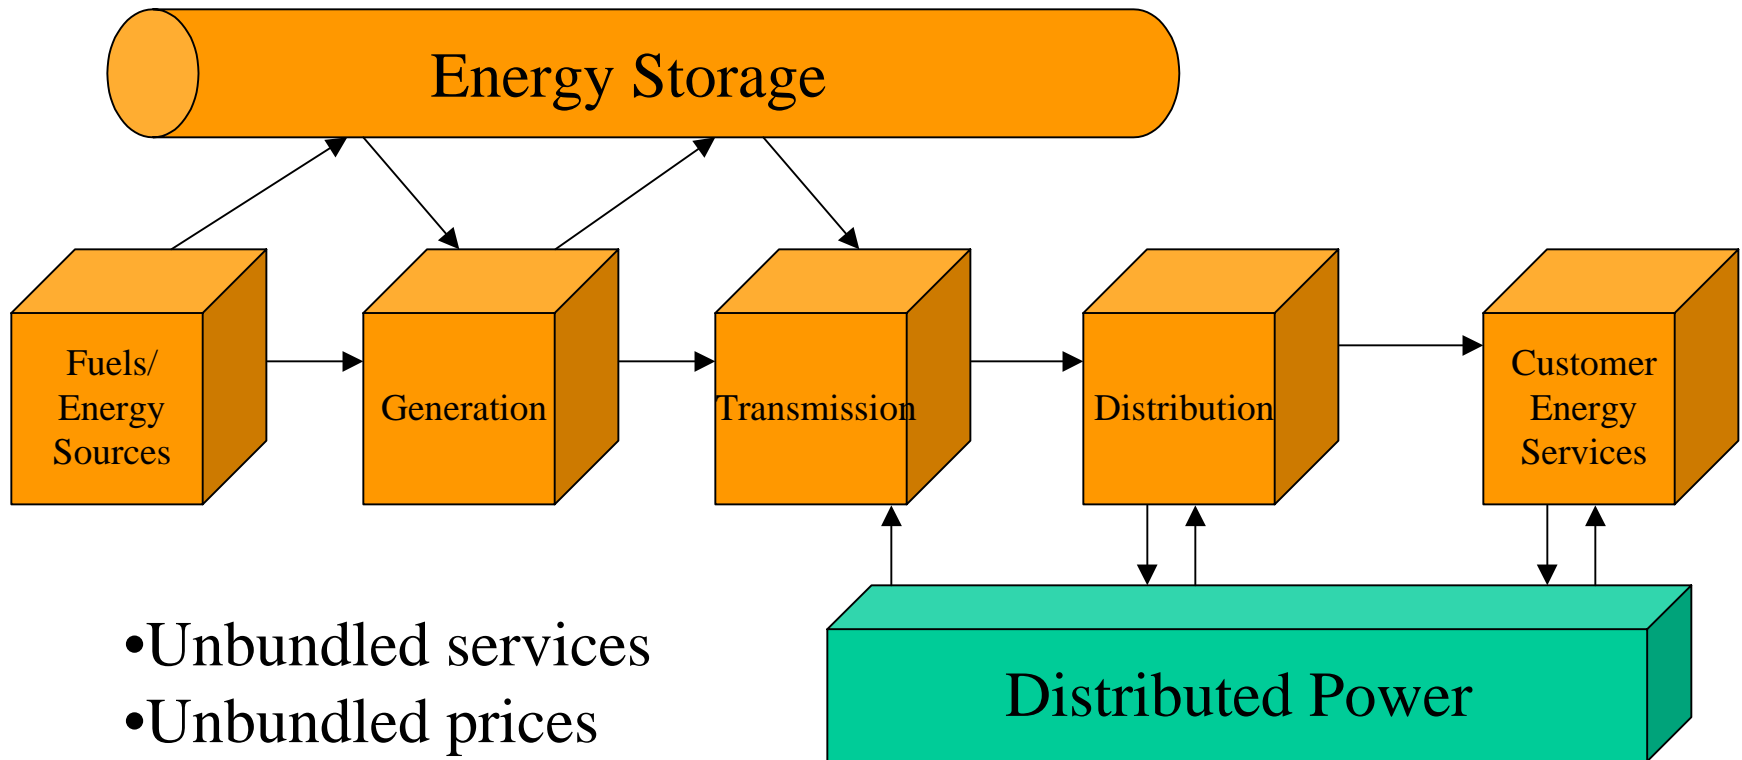 Energy Storage
Fuels/
Energy
Sources
Generation
Transmission
Distribution
Customer
Energy
Services
•Unbundled services
•Unbundled prices
Distributed Power